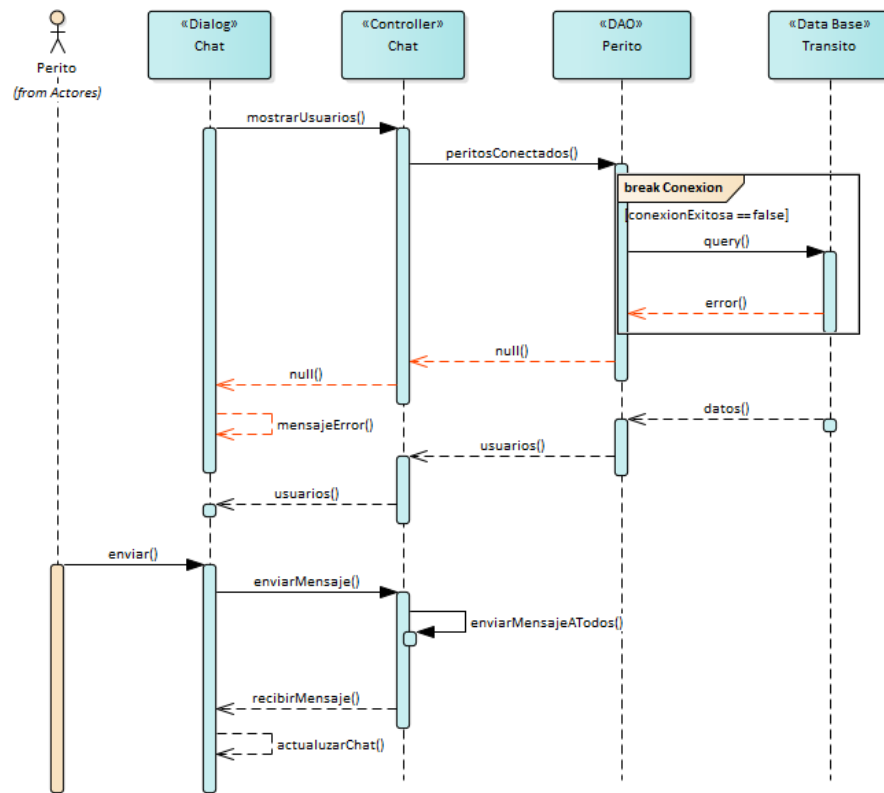 «Dialog»
Chat
«Controller»
Chat
«DAO»
Perito
«Data Base»
Transito
Perito
(from Actores)
mostrarUsuarios()
peritosConectados()
break Conexion
[conexionExitosa ==false]
query()
error()
null()
null()
mensajeError()
datos()
usuarios()
usuarios()
enviar()
enviarMensaje()
enviarMensajeATodos()
recibirMensaje()
actualuzarChat()